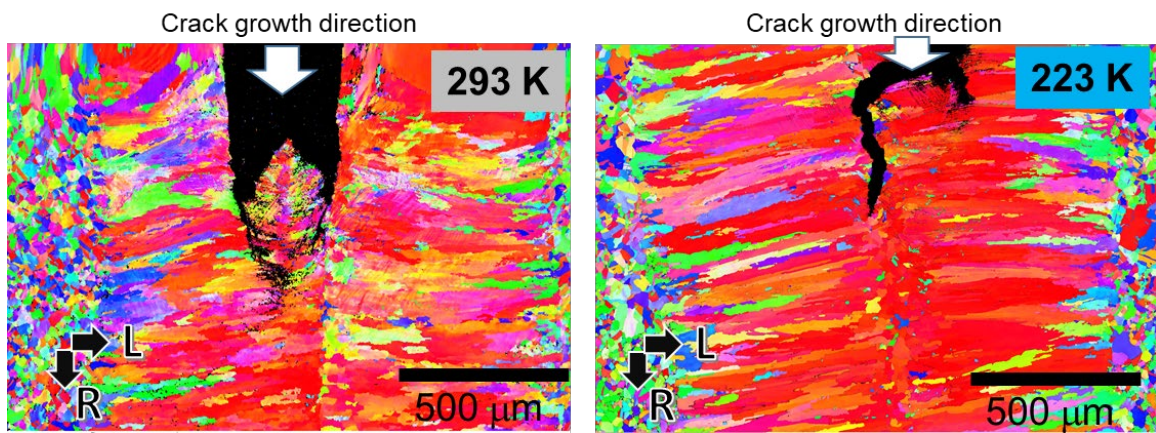 Crack growth direction
293 K
L
R
500 μm
Crack growth direction
223 K
L
R
500 μm